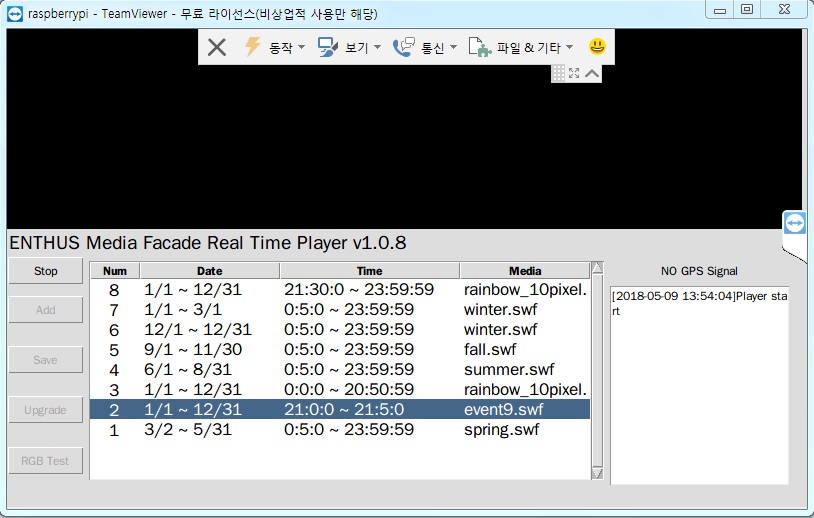 raspberrypi - TeamViewer - 무료 라이선스(비상업적 사용만 해당)
동작 보기 통신 파일 & 기타
ENTHUS Media Facade Real Time Player v1.0.8
Stop
Add
Save
Upgrade
RGB Test
Num Date Time Media
8 1/1 ~ 12/31 21:30:0 ~ 23:59:59 rainbow_10pixel.
7 1/1 ~ 3/1 0:5:0 ~ 23:59:59 winter.swf
6 12/1 ~ 12/31 0:5:0 ~ 23:59:59 winter.swf
5 9/1 ~ 11/30 0:5:0 ~ 23:59:59 fall.swf
4 6/1 ~ 8/31 0:5:0 ~ 23:59:59 summer.swf
3 1/1 ~ 12/31 0:0:0 ~ 20:50:59 rainbow_10pixel.
2 1/1 ~ 12/31 21:0:0 ~ 21:5:0 event9.swf
1 3/2 ~ 5/31 0:5:0 ~ 23:59:59 spring.swf
NO GPS Signal
[2018-05-09 13:54:04]Player sta
rt